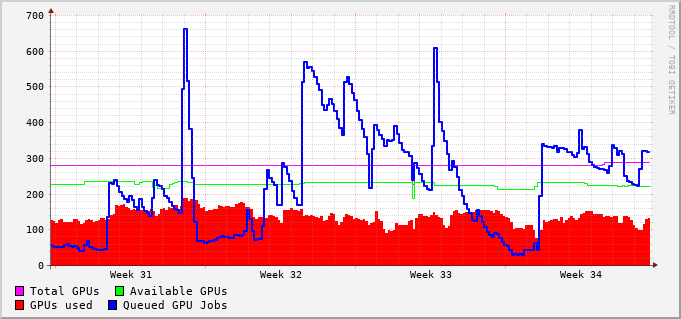 700
600
500
400
300
200
100
0
Week 31 Week 32 Week 33 Week 34
Total GPUs Available GPUs
GPUs used Queued GPU Jobs
RRDTOOL / TOBI OETIKER